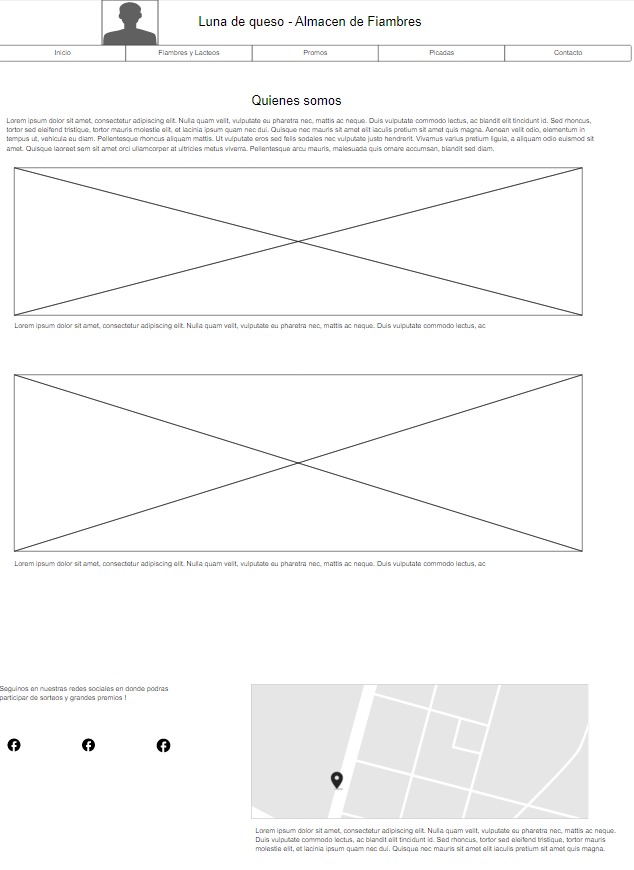 Luna de queso - Almacen de Fiambres
Inicio
Fiambres y Lacteos
Promos
Picadas
Contacto
Quienes somos
Lorem ipsum dolor sit amet, consectetur adipiscing elit. Nulla quam velit, vulputate eu pharetra nec, mattis ac neque. Duis vulputate commodo lectus, ac blandit elit tincidunt id. Sed rhoncus,
tortor sed eleifend tristique, tortor mauris molestie elit, et lacinia ipsum quam nec dui. Quisque nec mauris sit amet elit iaculis pretium sit amet quis magna. Aenean velit odio, elementum in
tempus ut, vehicula eu diam. Pellentesque rhoncus aliquam mattis. Ut vulputate eros sed felis sodales nec vulputate justo hendrerit. Vivamus varius pretium ligula, a aliquam odio euismod sit
amet. Quisque laoreet sem sit amet orci ullamcorper at ultricies metus viverra. Pellentesque arcu mauris, malesuada quis ornare accumsan, blandit sed diam.
Lorem ipsum dolor sit amet, consectetur adipiscing elit. Nulla quam velit, vulputate eu pharetra nec, mattis ac neque. Duis vulputate commodo lectus, ac
Lorem ipsum dolor sit amet, consectetur adipiscing elit. Nulla quam velit, vulputate eu pharetra nec, mattis ac neque. Duis vulputate commodo lectus, ac
Seguinos en nuestras redes sociales en donde podras
participar de sorteos y grandes premios !
Lorem ipsum dolor sit amet, consectetur adipiscing elit. Nulla quam velit, vulputate eu pharetra nec, mattis ac neque.
Duis vulputate commodo lectus, ac blandit elit tincidunt id. Sed rhoncus, tortor sed eleifend tristique, tortor mauris
molestie elit, et lacinia ipsum quam nec dui. Quisque nec mauris sit amet elit iaculis pretium sit amet quis magna.